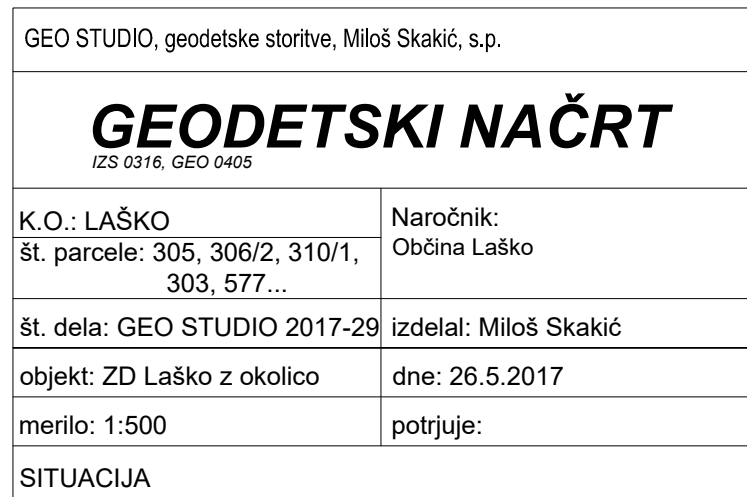 GEO STUDIO, geodetske storitve, Miloš Skakić, s.p.
GEODETSKI NAČRT
IZS 0316, GEO 0405
K.O.: LAŠKO
št. parcele: 305, 306/2, 310/1,
303, 577...
Naročnik:
Občina Laško
št. dela: GEO STUDIO 2017-29
izdelal: Miloš Skakić
objekt: ZD Laško z okolico
dne: 26.5.2017
merilo: 1:500
potrjuje:
SITUACIJA